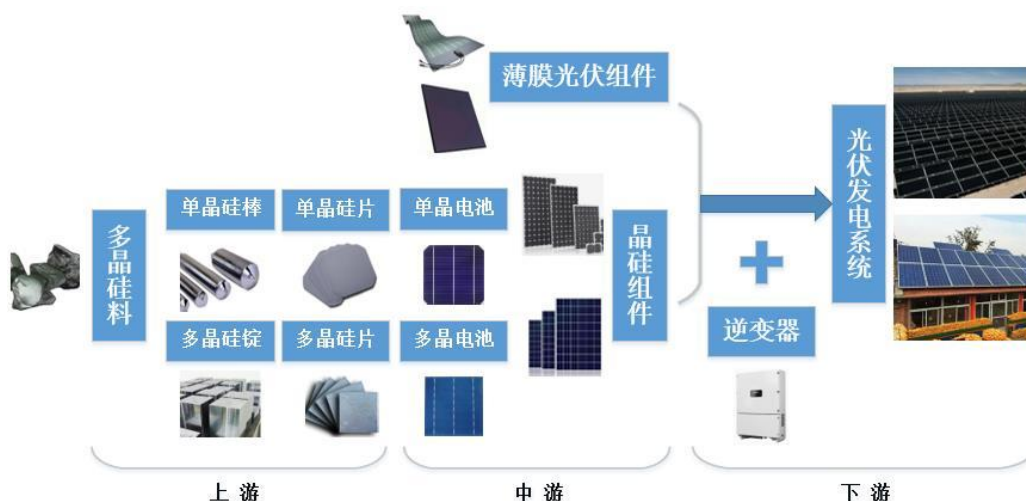 薄膜光伏组件
多晶硅料
单晶硅棒
单晶硅片
单晶电池
多晶硅锭
多晶硅片
多晶电池
晶硅组件
逆变器
光伏发电系统
上游
中游
下游